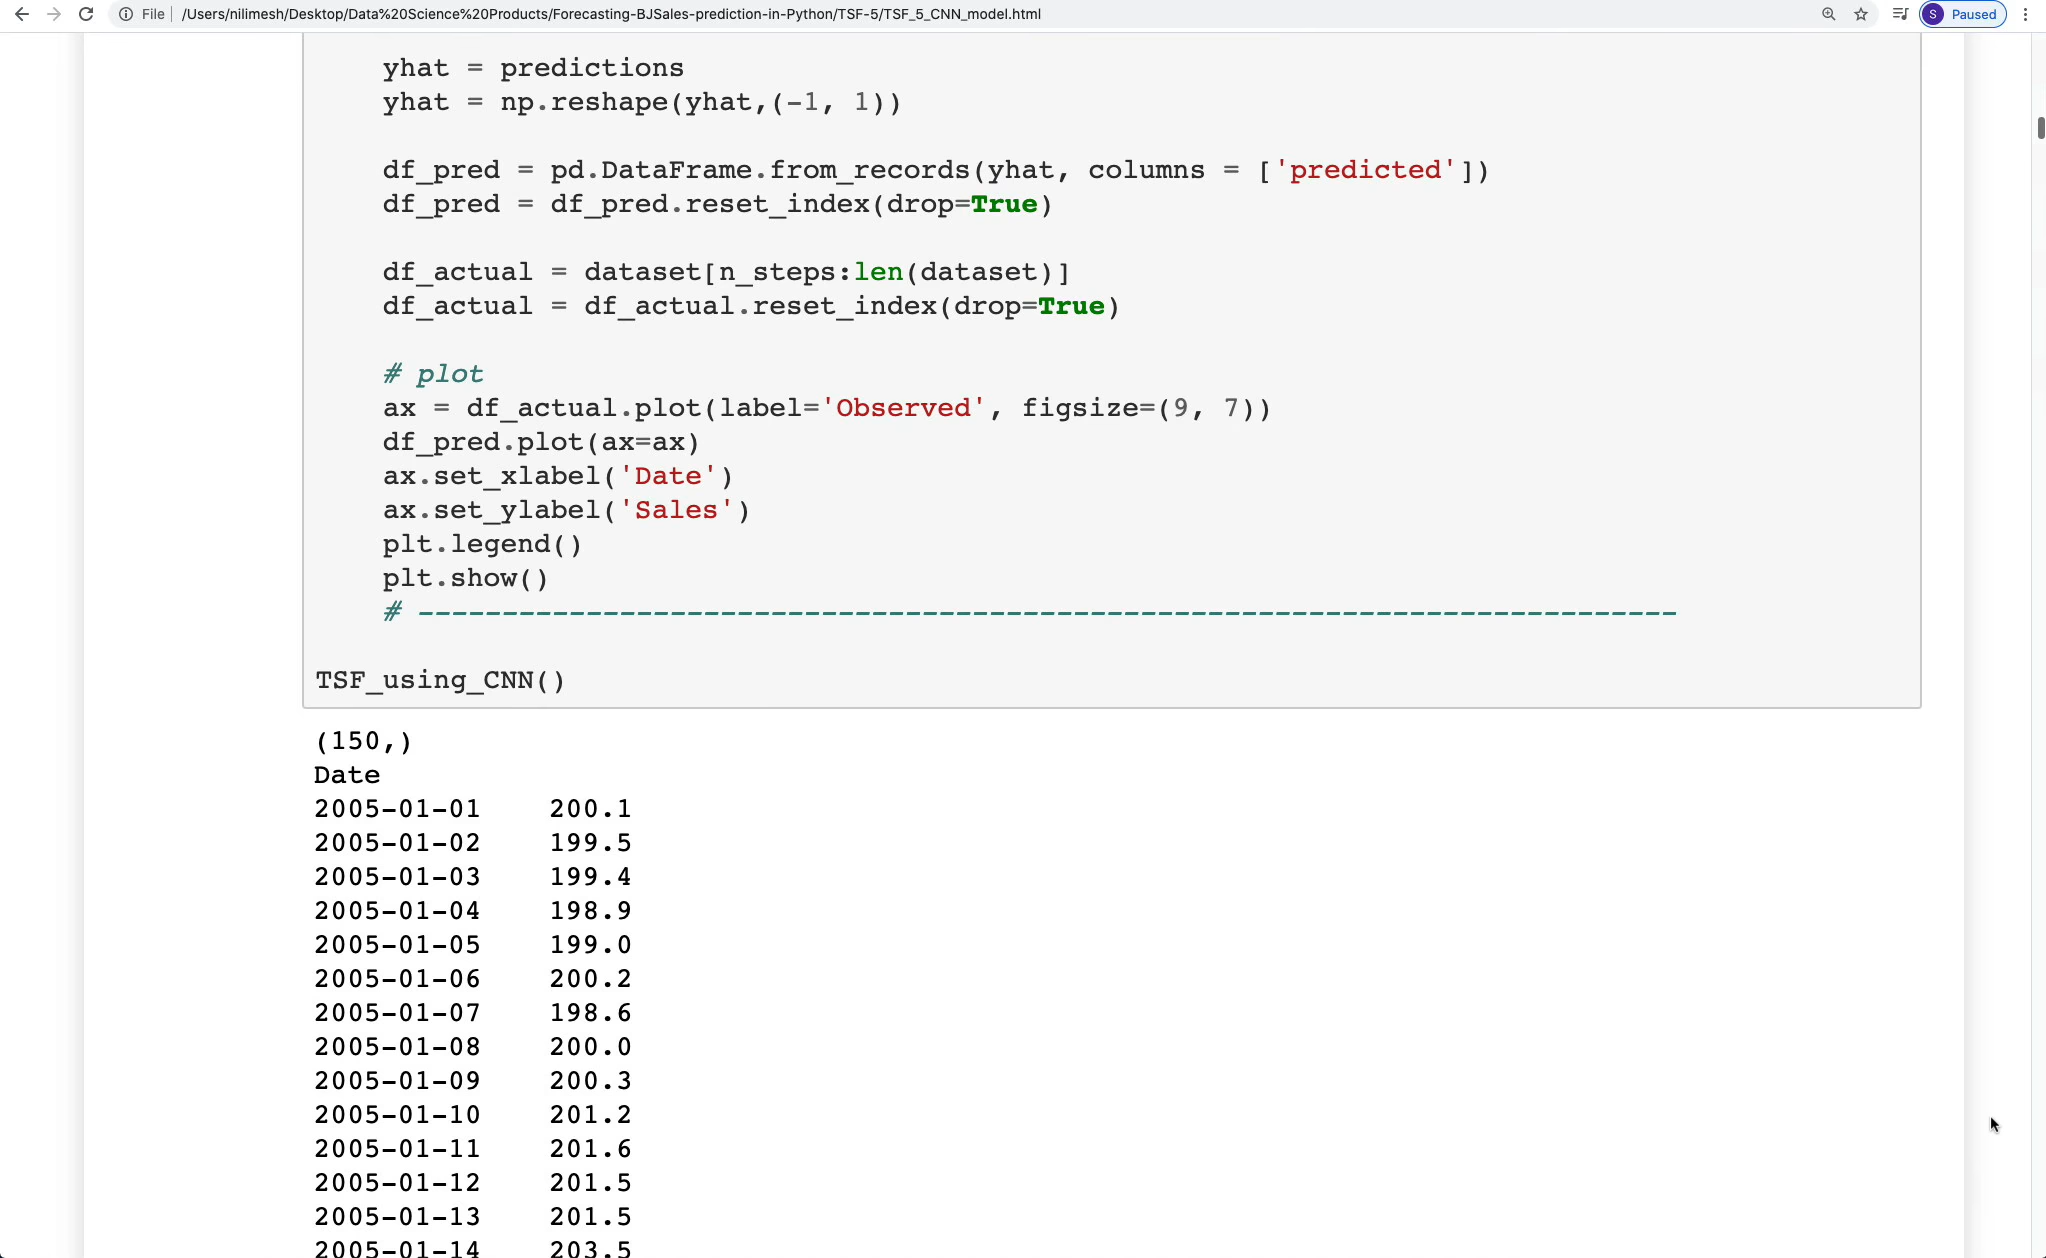 File | /Users/nilimesh/Desktop/Data%20Science%20Products/Forecasting-BJSales-prediction-in-Python/TSF-5/TSF_5_CNN_model.html S Paused
yhat = predictions
yhat = np.reshape(yhat,(-1, 1))
df_pred = pd.DataFrame.from_records(yhat, columns = ['predicted'])
df_pred = df_pred.reset_index(drop=True)
df_actual = dataset[n_steps:len(dataset)]
df_actual = df_actual.reset_index(drop=True)
# plot
ax = df_actual.plot(label='Observed', figsize=(9, 7))
df_pred.plot(ax=ax)
ax.set_xlabel('Date')
ax.set_ylabel('Sales')
plt.legend()
plt.show()
# ---------------------------------------------------------------------------
TSF_using_CNN()
(150,)
Date
2005-01-01 200.1
2005-01-02 199.5
2005-01-03 199.4
2005-01-04 198.9
2005-01-05 199.0
2005-01-06 200.2
2005-01-07 198.6
2005-01-08 200.0
2005-01-09 200.3
2005-01-10 201.2
2005-01-11 201.6
2005-01-12 201.5
2005-01-13 201.5
2005-01-14 203.5